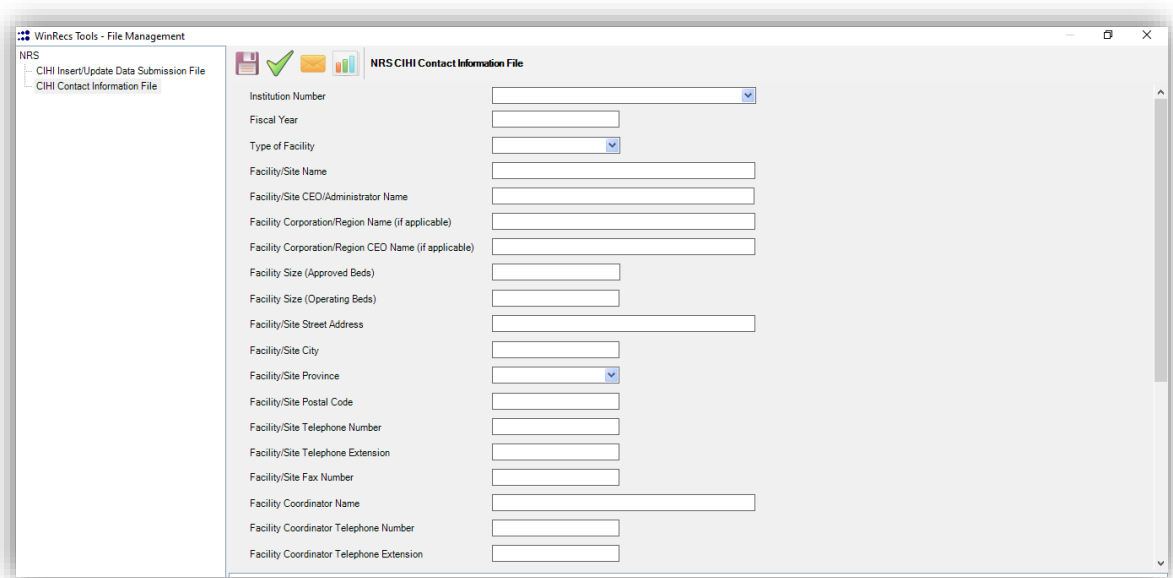 WinRecs Tools - File Management
NRS
CIHI Insert/Update Data Submission File
CIHI Contact Information File
NRS CIHI Contact Information File
Institution Number
Fiscal Year
Type of Facility
Facility/Site Name
Facility/Site CEO/Administrator Name
Facility Corporation/Region Name (if applicable)
Facility Corporation/Region CEO Name (if applicable)
Facility Size (Approved Beds)
Facility Size (Operating Beds)
Facility/Site Street Address
Facility/Site City
Facility/Site Province
Facility/Site Postal Code
Facility/Site Telephone Number
Facility/Site Telephone Extension
Facility/Site Fax Number
Facility Coordinator Name
Facility Coordinator Telephone Number
Facility Coordinator Telephone Extension